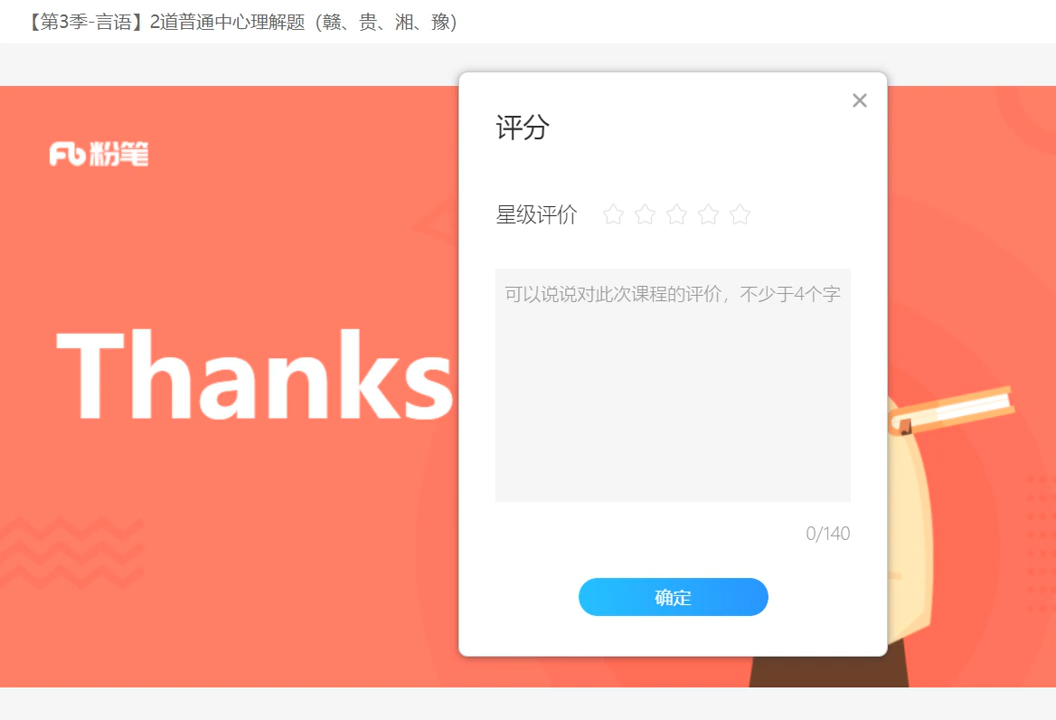 【第3季-言语】2道普通中心理解题（赣、贵、湘、豫）
粉笔
Thanks
评分
星级评价
可以说说对此次课程的评价，不少于4个字
0/140
确定